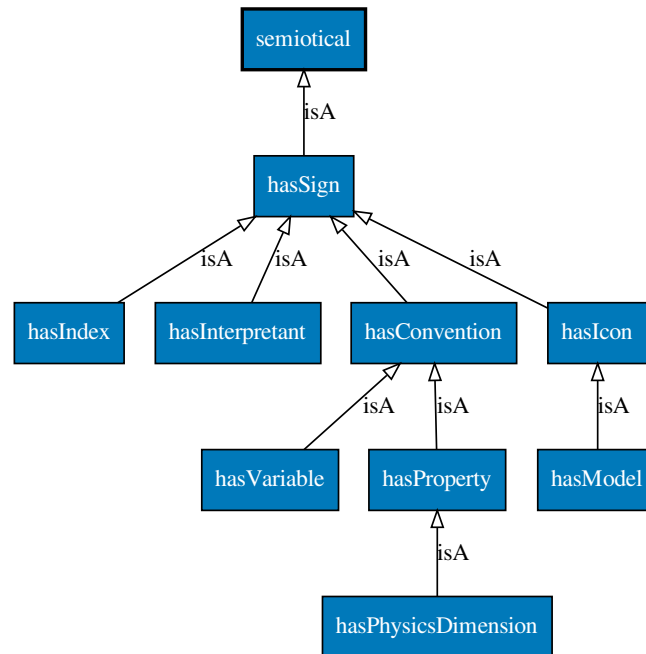 semiotical
isA
hasSign
isA
isA
isA
isA
hasIndex
hasInterpretant
hasConvention
hasIcon
isA
isA
isA
hasVariable
hasProperty
hasModel
isA
hasPhysicsDimension